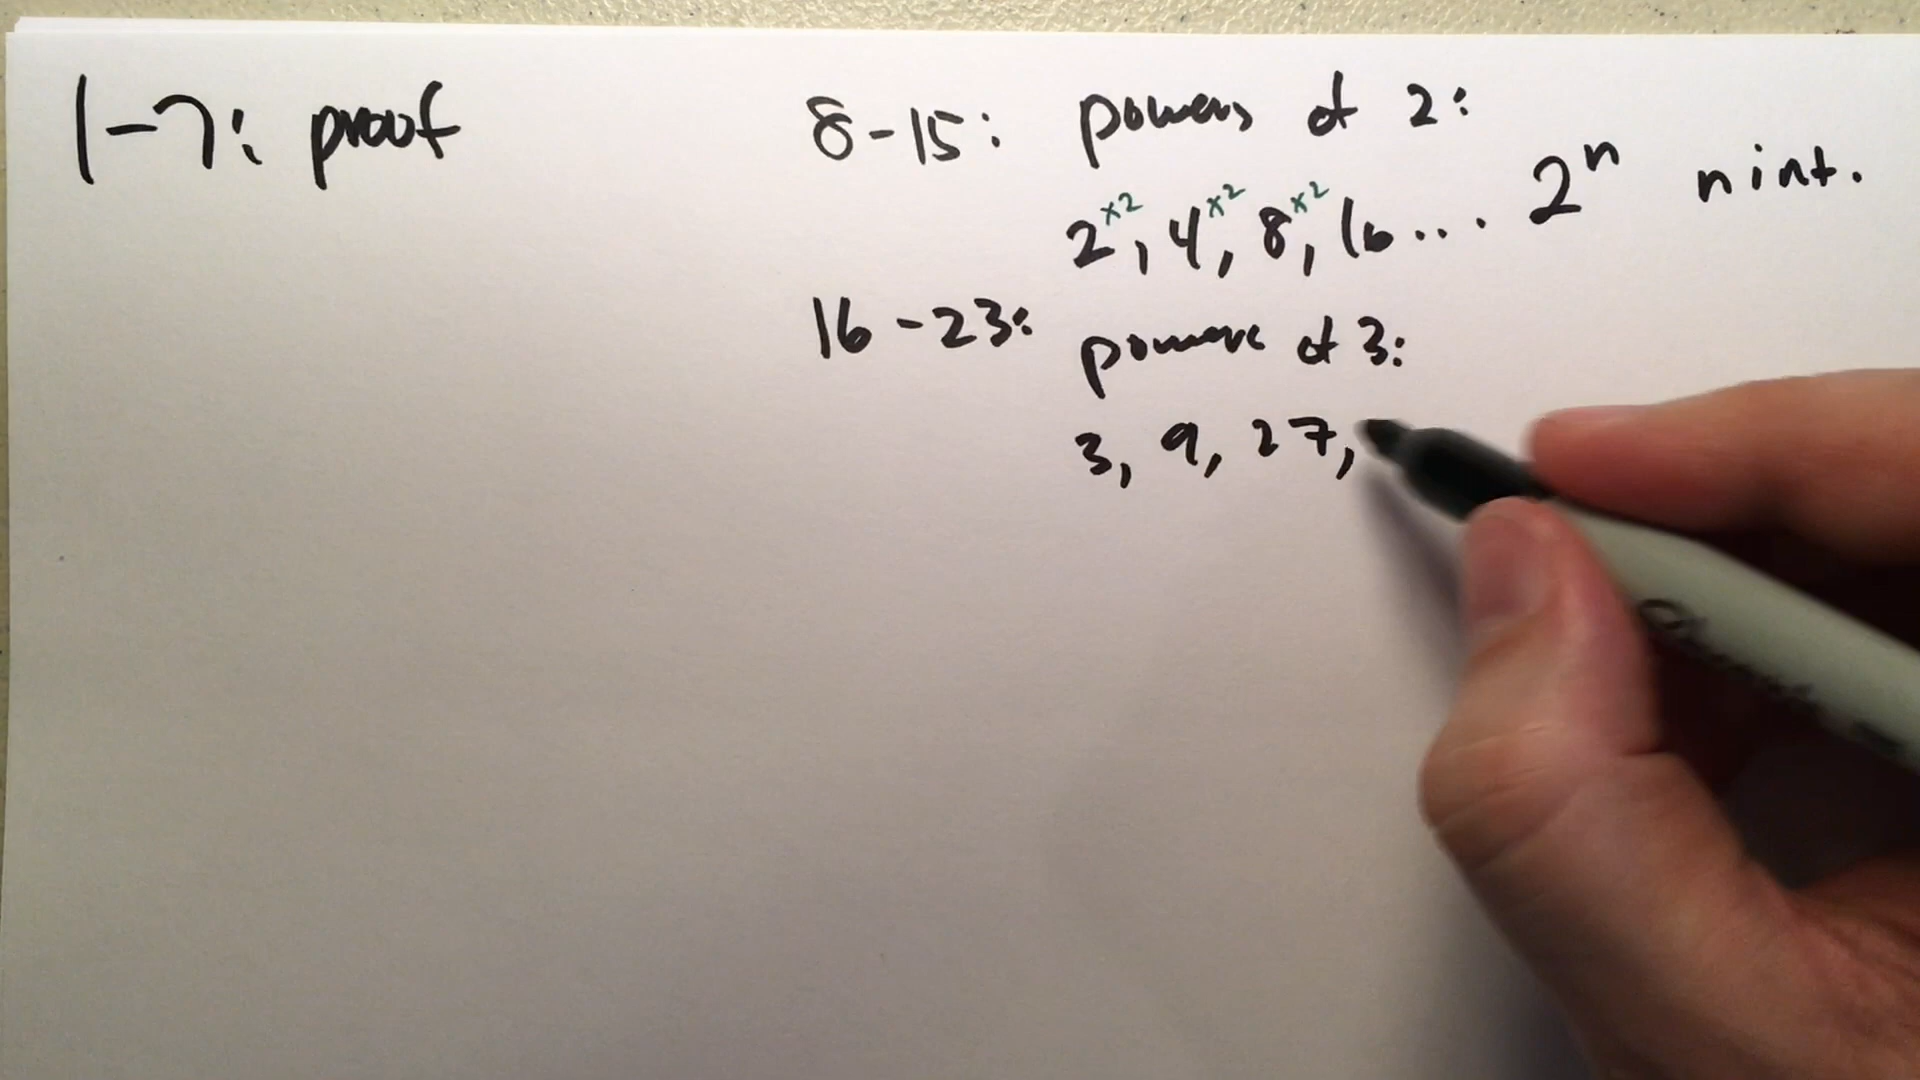 1-7: proof
8-15: powers of 2:
2^x2, 4^x2, 8^x2, 16... 2^n n int.
16-23: powers of 3:
3, 9, 27,